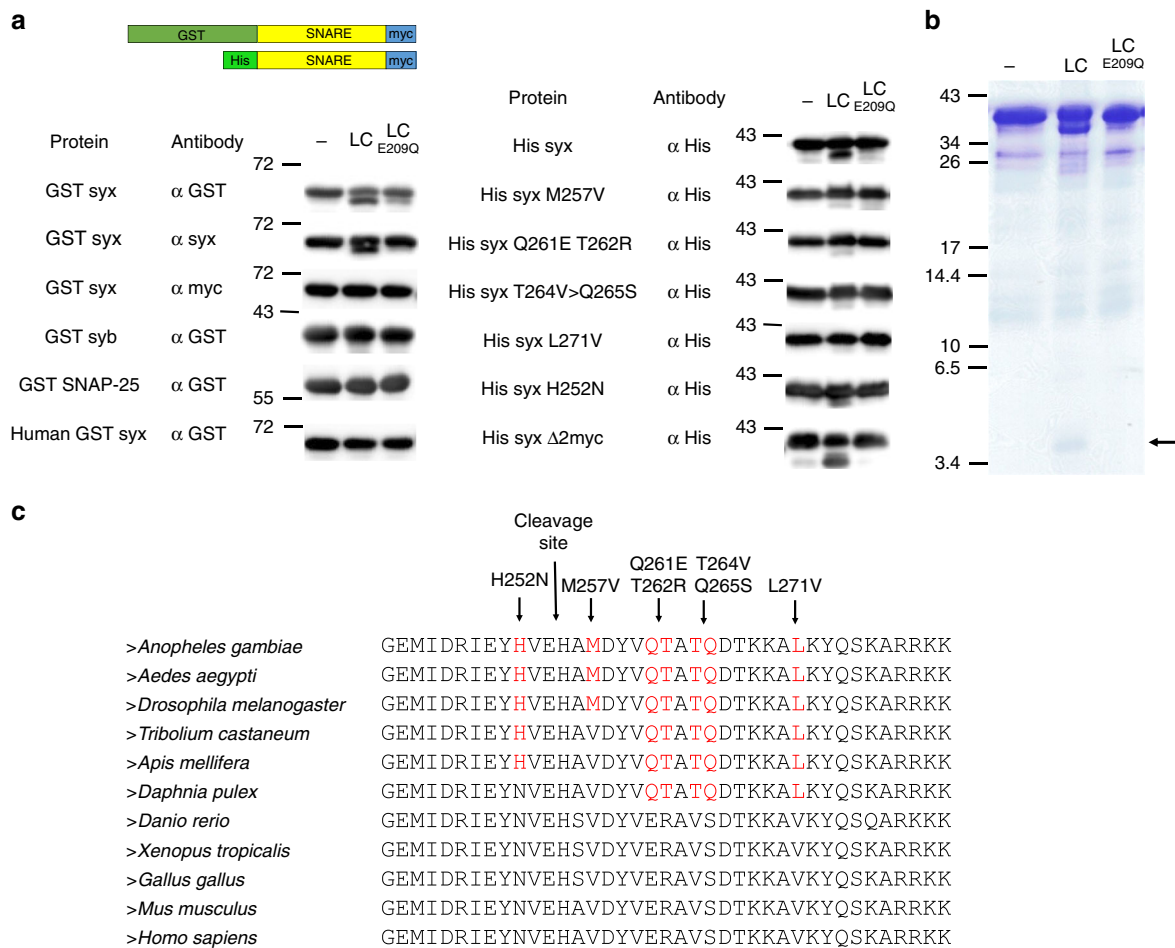 a
GST SNARE myc
His SNARE myc
Protein Antibody – LC LC E209Q
72
GST syx α GST
72
GST syx α syx
72
GST syx α myc
43
GST syb α GST
GST SNAP-25 α GST
55
72
Human GST syx α GST
Protein Antibody – LC LC E209Q
43
His syx α His
43
His syx M257V α His
43
His syx Q261E T262R α His
43
His syx T264V>Q265S α His
43
His syx L271V α His
43
His syx H252N α His
43
His syx Δ2myc α His
b
– LC LC E209Q
43
34
26
17
14.4
10
6.5
3.4
c
Cleavage
site
H252N
M257V
Q261E
T262R
T264V
Q265S
L271V
>Anopheles gambiae GEMIDRIEYHVEHAMDYVQTATQDTKKALKYQSKARRKK
>Aedes aegypti GEMIDRIEYHVEHAMDYVQTATQDTKKALKYQSKARRKK
>Drosophila melanogaster GEMIDRIEYHVEHAMDYVQTATQDTKKALKYQSKARRKK
>Tribolium castaneum GEMIDRIEYHVEHAVDYVQTATQDTKKALKYQSKARRKK
>Apis mellifera GEMIDRIEYHVEHAVDYVQTATQDTKKALKYQSKARRKK
>Daphnia pulex GEMIDRIEYNVEHAVDYVQTATQDTKKALKYQSKARRKK
>Danio rerio GEMIDRIEYNVEHSVDYVERAVSDTKKAVKYQSQARRKK
>Xenopus tropicalis GEMIDRIEYNVEHSVDYVERAVSDTKKAVKYQSKARRKK
>Gallus gallus GEMIDRIEYNVEHSVDYVERAVSDTKKAVKYQSKARRKK
>Mus musculus GEMIDRIEYNVEHAVDYVERAVSDTKKAVKYQSKARRKK
>Homo sapiens GEMIDRIEYNVEHAVDYVERAVSDTKKAVKYQSKARRKK